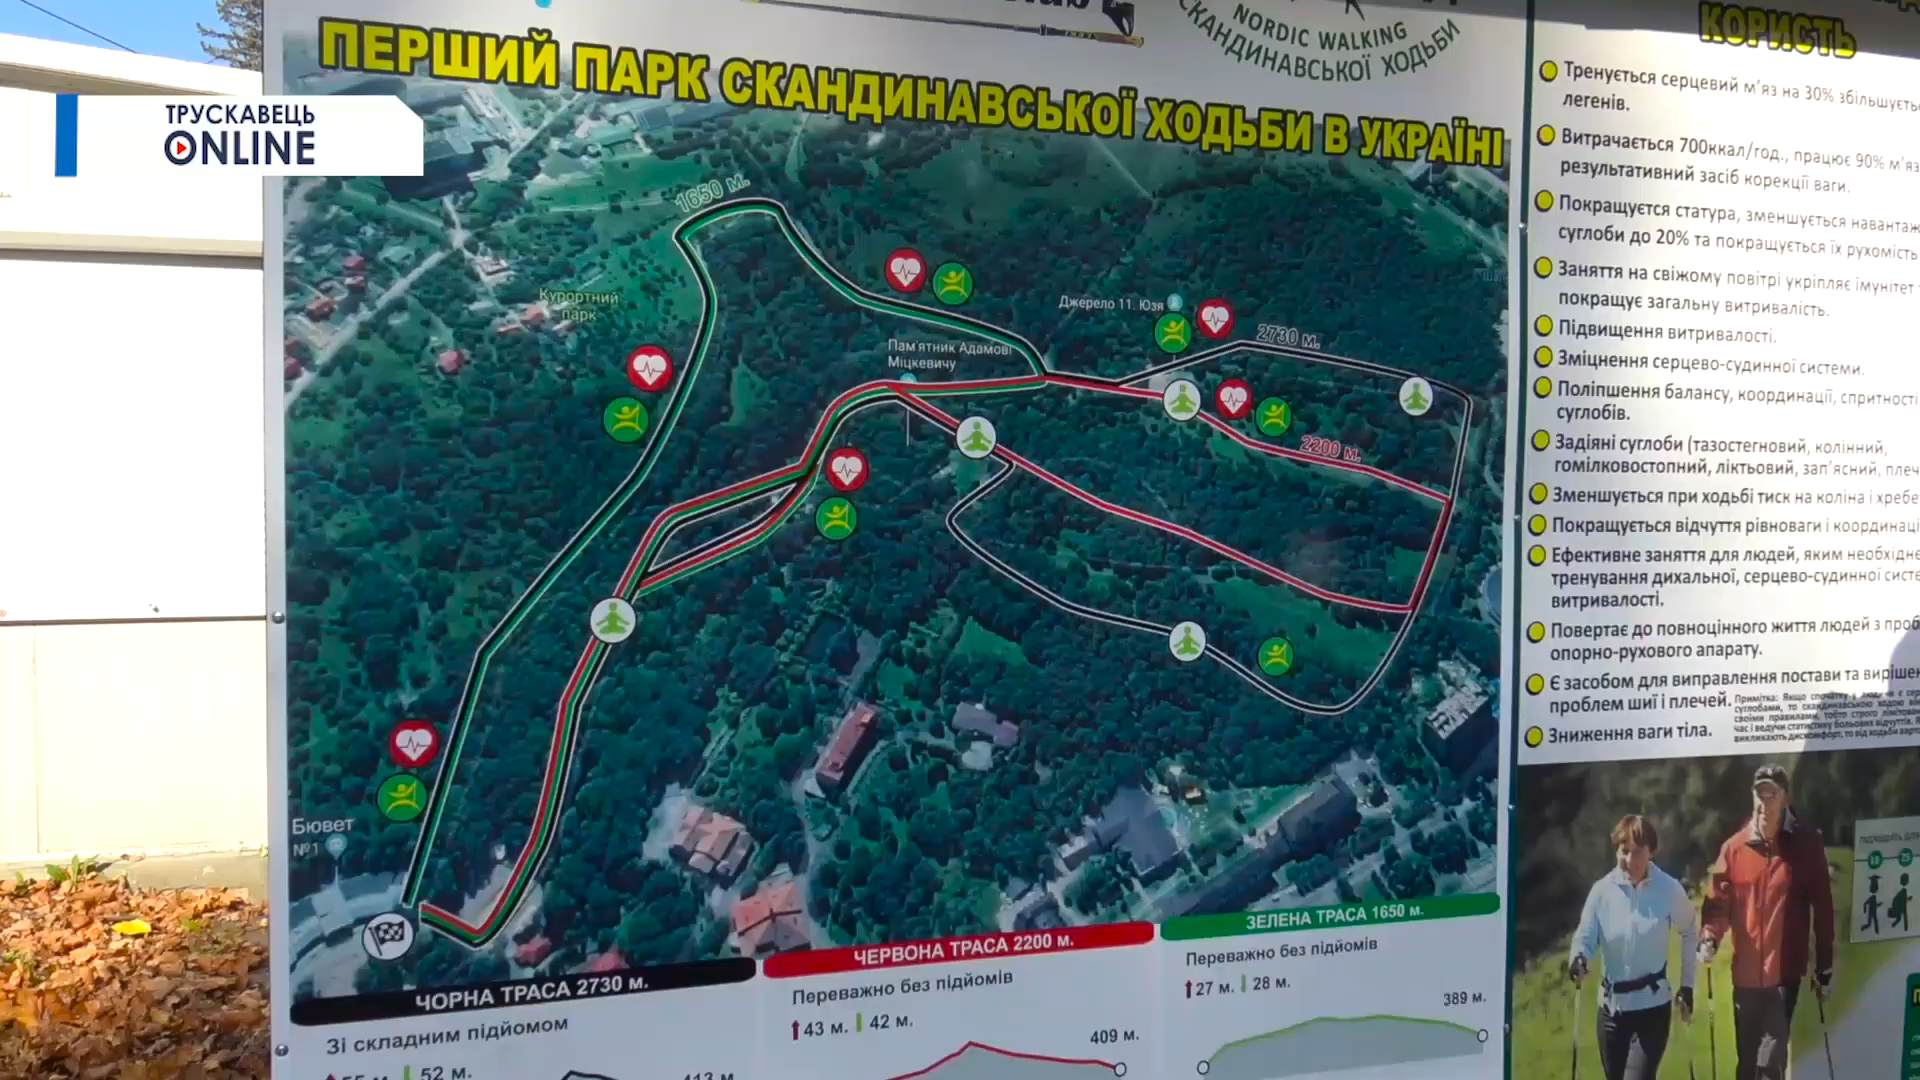 ТРУСКАВЕЦЬ
ONLINE
NORDIC WALKING
СКАНДИНАВСЬКОЇ ХОДЬБИ
ПЕРШИЙ ПАРК СКАНДИНАВСЬКОЇ ХОДЬБИ В УКРАЇНІ
1650 м.
Курортний
парк
Джерело 11. Юзя
Пам'ятник Адамові
Міцкевичу
2730 м.
2200 м.
Бювет
№1
ЧОРНА ТРАСА 2730 м.
Зі складним підйомом
55 м. 52 м.
413 м.
ЧЕРВОНА ТРАСА 2200 м.
Переважно без підйомів
43 м. 42 м.
409 м.
ЗЕЛЕНА ТРАСА 1650 м.
Переважно без підйомів
27 м. 28 м.
389 м.
КОРИСТЬ
Тренується серцевий м'яз на 30% збільшуєть
легенів.
Витрачається 700ккал/год., працює 90% м'яз
результативний засіб корекції ваги.
Покращуєтся статура, зменшується навантаж
суглоби до 20% та покращується їх рухомість
Заняття на свіжому повітрі укріпляє імунітет
покращує загальну витривалість.
Підвищення витривалості.
Зміцнення серцево-судинної системи.
Поліпшення балансу, координації, спритності
суглобів.
Задіяні суглоби (тазостегновий, колінний,
гомілковостопний, ліктьовий, зап'ясний, плеч
Зменшується при ходьбі тиск на коліна і хребе
Покращується відчуття рівноваги і координаці
Ефективне заняття для людей, яким необхідне
тренування дихальної, серцево-судинної систе
витривалості.
Повертає до повноцінного життя людей з проб
опорно-рухового апарату.
Є засобом для виправлення постави та вирішен
проблем шиї і плечей.
Зниження ваги тіла.